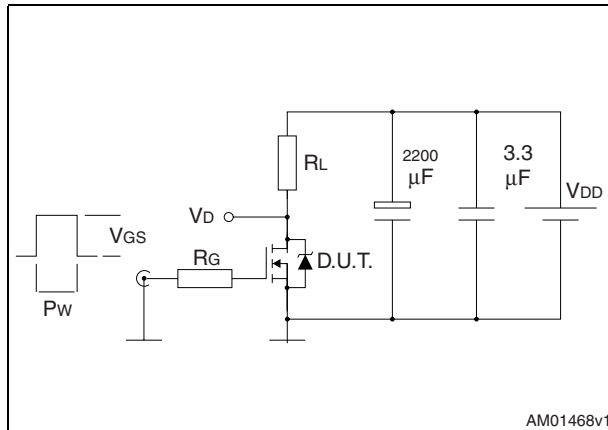 RL
2200
μF
3.3
μF
VDD
VD
VGS
RG
D.U.T.
PW
AM01468v1